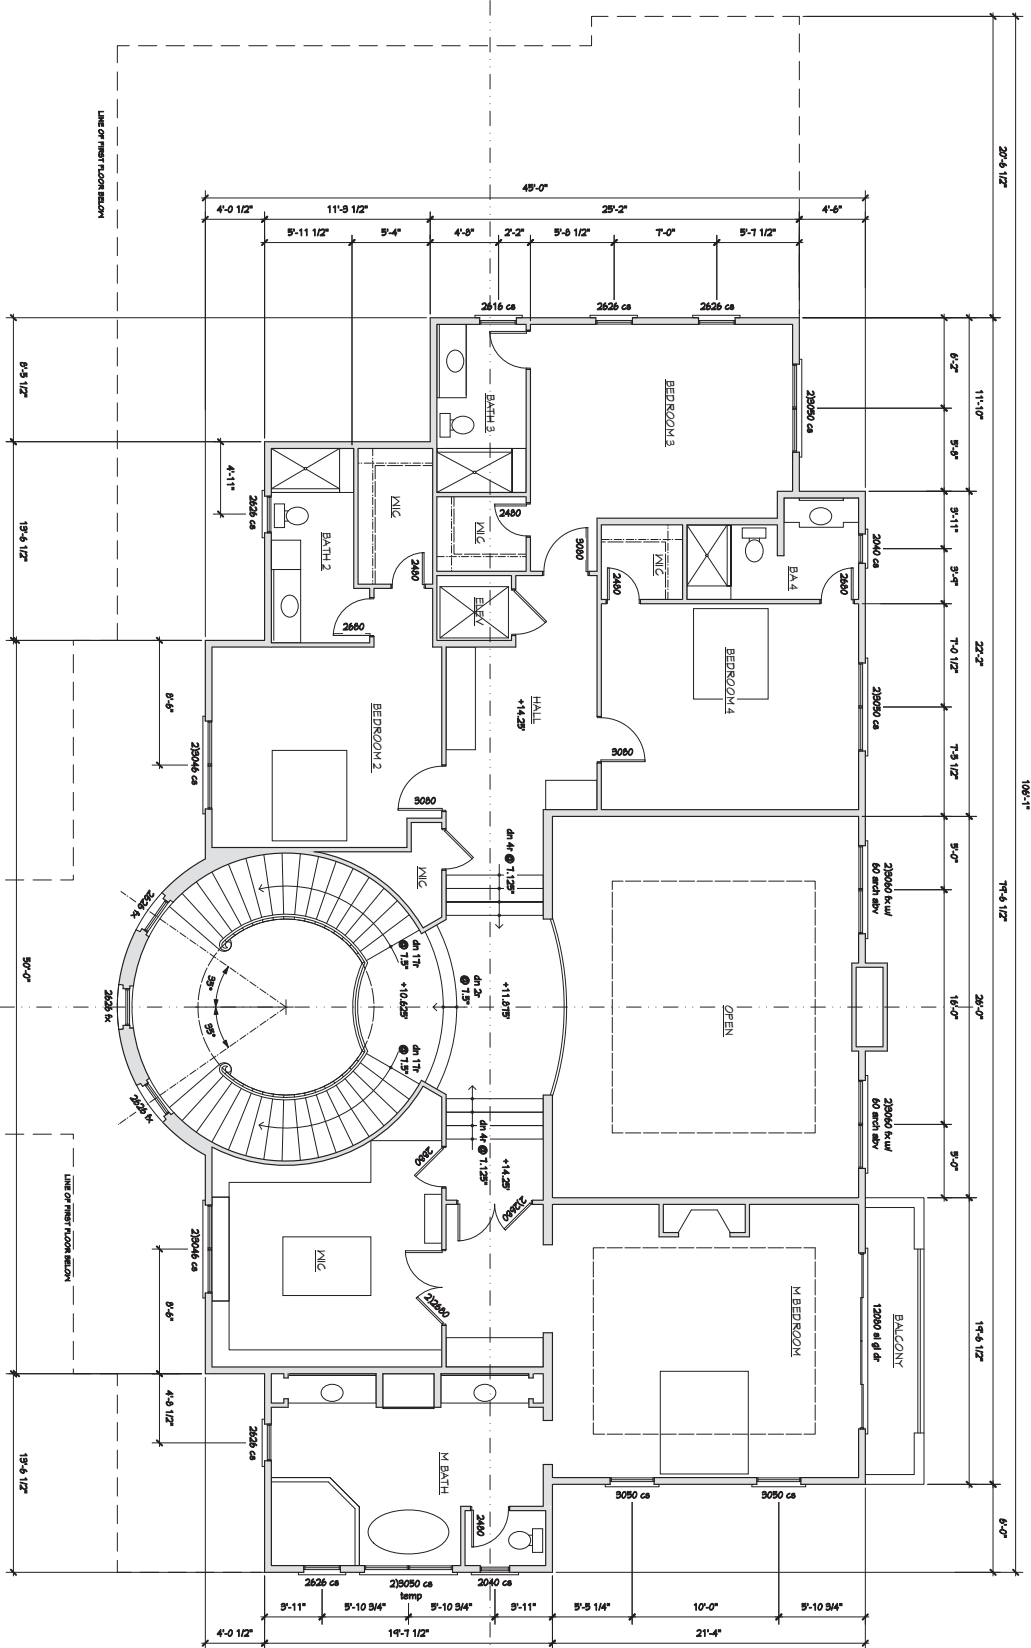 LINE OF FIRST FLOOR BELOW
20'-6 1/2"
45'-0"
4'-0 1/2"
11'-3 1/2"
25'-2"
4'-6"
5'-11 1/2"
5'-4"
4'-8"
2'-2"
5'-8 1/2"
7'-0"
5'-7 1/2"
2616 cs
2626 cs
2626 cs
8'-5 1/2"
BATH 3
BEDROOM 3
2)3050 cs
6'-2"
5'-8"
11'-10"
4'-11"
2626 cs
13'-6 1/2"
WIC
WIC
2480
BATH 2
2480
2680
ELEV
3080
WIC
2480
BA 4
2680
2040 cs
3'-11"
3'-9"
22'-2"
7'-0 1/2"
7'-5 1/2"
2)3050 cs
BEDROOM 4
3080
HALL
+14.25'
BEDROOM 2
3080
8'-6"
2)3046 cs
106'-1"
79'-6 1/2"
WIC
dn 4r @ 7.125"
2)3060 fx w/
60 arch abv
5'-0"
2626 fx
2626 fx
2626 fx
35°
35°
dn 17r
@ 7.5"
+10.625'
dn 17r
@ 7.5"
dn 2r
@ 7.5"
+11.875'
OPEN
16'-0"
26'-0"
50'-0"
2)3060 fx w/
60 arch abv
5'-0"
dn 4r @ 7.125"
+14.25'
2680
2)2680
2)2680
WIC
2)3046 cs
8'-6"
LINE OF FIRST FLOOR BELOW
M BEDROOM
12080 sl gl dr
BALCONY
19'-6 1/2"
4'-8 1/2"
2626 cs
13'-6 1/2"
M BATH
2480
3050 cs
3050 cs
6'-0"
2626 cs
2)3050 cs
temp
2040 cs
3'-11"
5'-10 3/4"
5'-10 3/4"
3'-11"
5'-5 1/4"
10'-0"
5'-10 3/4"
4'-0 1/2"
19'-7 1/2"
21'-4"